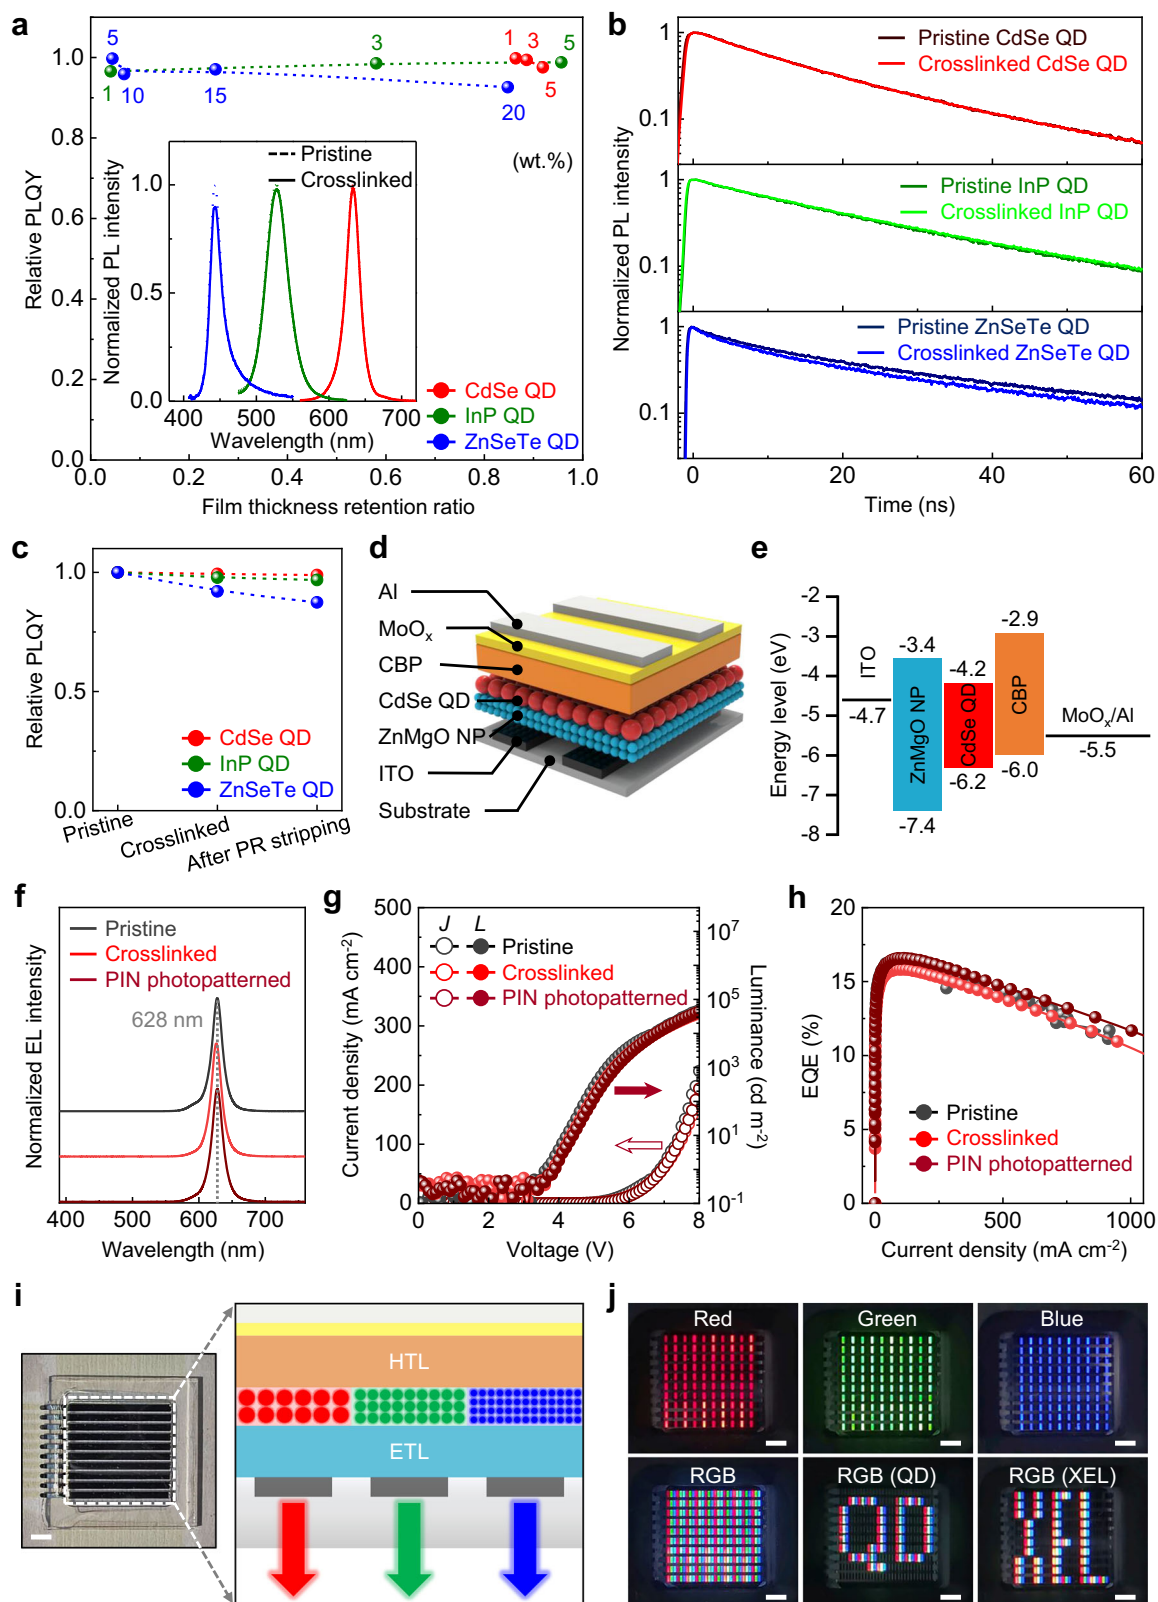 a
1.0
0.8
0.6
0.4
0.2
0.0
Relative PLQY
0.0 0.2 0.4 0.6 0.8 1.0
Film thickness retention ratio
5
1
10
15
3
20
1
3
5
5
(wt.%)
Pristine
Crosslinked
Normalized PL intensity
1.0
0.5
0.0
400 500 600 700
Wavelength (nm)
CdSe QD
InP QD
ZnSeTe QD
b
Normalized PL intensity
1
0.1
Pristine CdSe QD
Crosslinked CdSe QD
1
0.1
Pristine InP QD
Crosslinked InP QD
1
0.1
Pristine ZnSeTe QD
Crosslinked ZnSeTe QD
0 20 40 60
Time (ns)
c
Relative PLQY
1.0
0.5
0.0
CdSe QD
InP QD
ZnSeTe QD
Pristine
Crosslinked
After PR stripping
d
Al
MoOx
CBP
CdSe QD
ZnMgO NP
ITO
Substrate
e
Energy level (eV)
-2
-3
-4
-5
-6
-7
-8
ITO
-4.7
-3.4
ZnMgO NP
-7.4
-4.2
CdSe QD
-6.2
-2.9
CBP
-6.0
MoOx/Al
-5.5
f
Normalized EL intensity
Pristine
Crosslinked
PIN photopatterned
628 nm
400 500 600 700
Wavelength (nm)
g
Current density (mA cm-2)
500
400
300
200
100
0
J L
Pristine
Crosslinked
PIN photopatterned
10^7
10^5
10^3
10^1
10^-1
Luminance (cd m-2)
0 2 4 6 8
Voltage (V)
h
EQE (%)
20
15
10
5
0
Pristine
Crosslinked
PIN photopatterned
0 500 1000
Current density (mA cm-2)
i
HTL
ETL
j
Red
Green
Blue
RGB
RGB (QD)
RGB (XEL)
QD
XEL